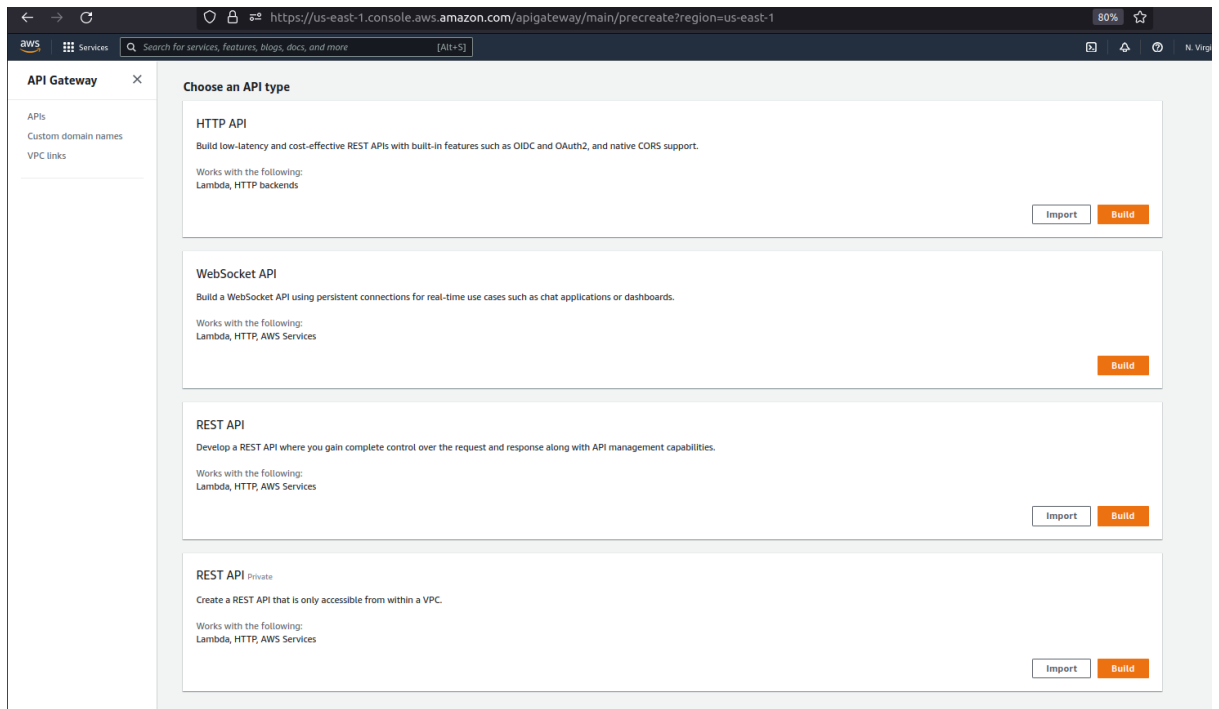 https://us-east-1.console.aws.amazon.com/apigateway/main/precreate?region=us-east-1
80%
aws
Services
Search for services, features, blogs, docs, and more
[Alt+S]
N. Virgi
API Gateway
APIs
Custom domain names
VPC links
Choose an API type
HTTP API
Build low-latency and cost-effective REST APIs with built-in features such as OIDC and OAuth2, and native CORS support.
Works with the following:
Lambda, HTTP backends
Import
Build
WebSocket API
Build a WebSocket API using persistent connections for real-time use cases such as chat applications or dashboards.
Works with the following:
Lambda, HTTP, AWS Services
Build
REST API
Develop a REST API where you gain complete control over the request and response along with API management capabilities.
Works with the following:
Lambda, HTTP, AWS Services
Import
Build
REST API Private
Create a REST API that is only accessible from within a VPC.
Works with the following:
Lambda, HTTP, AWS Services
Import
Build